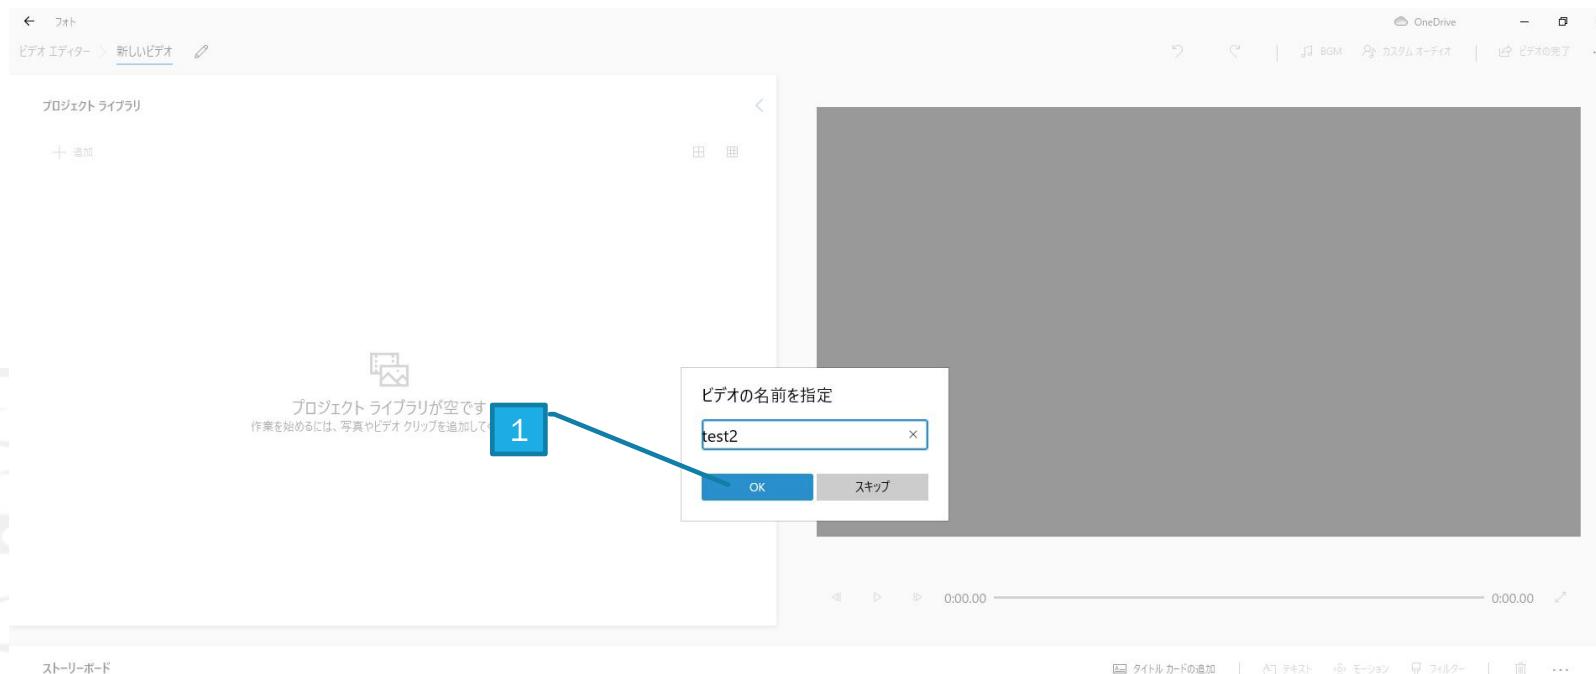 フォト
OneDrive
ビデオ エディター
新しいビデオ
BGM
カスタム オーディオ
ビデオの完了
プロジェクト ライブラリ
追加
プロジェクト ライブラリが空です
作業を始めるには、写真やビデオ クリップを追加して
1
ビデオの名前を指定
test2
OK
スキップ
0:00.00
0:00.00
ストーリーボード
タイトル カードの追加
テキスト
モーション
フィルター